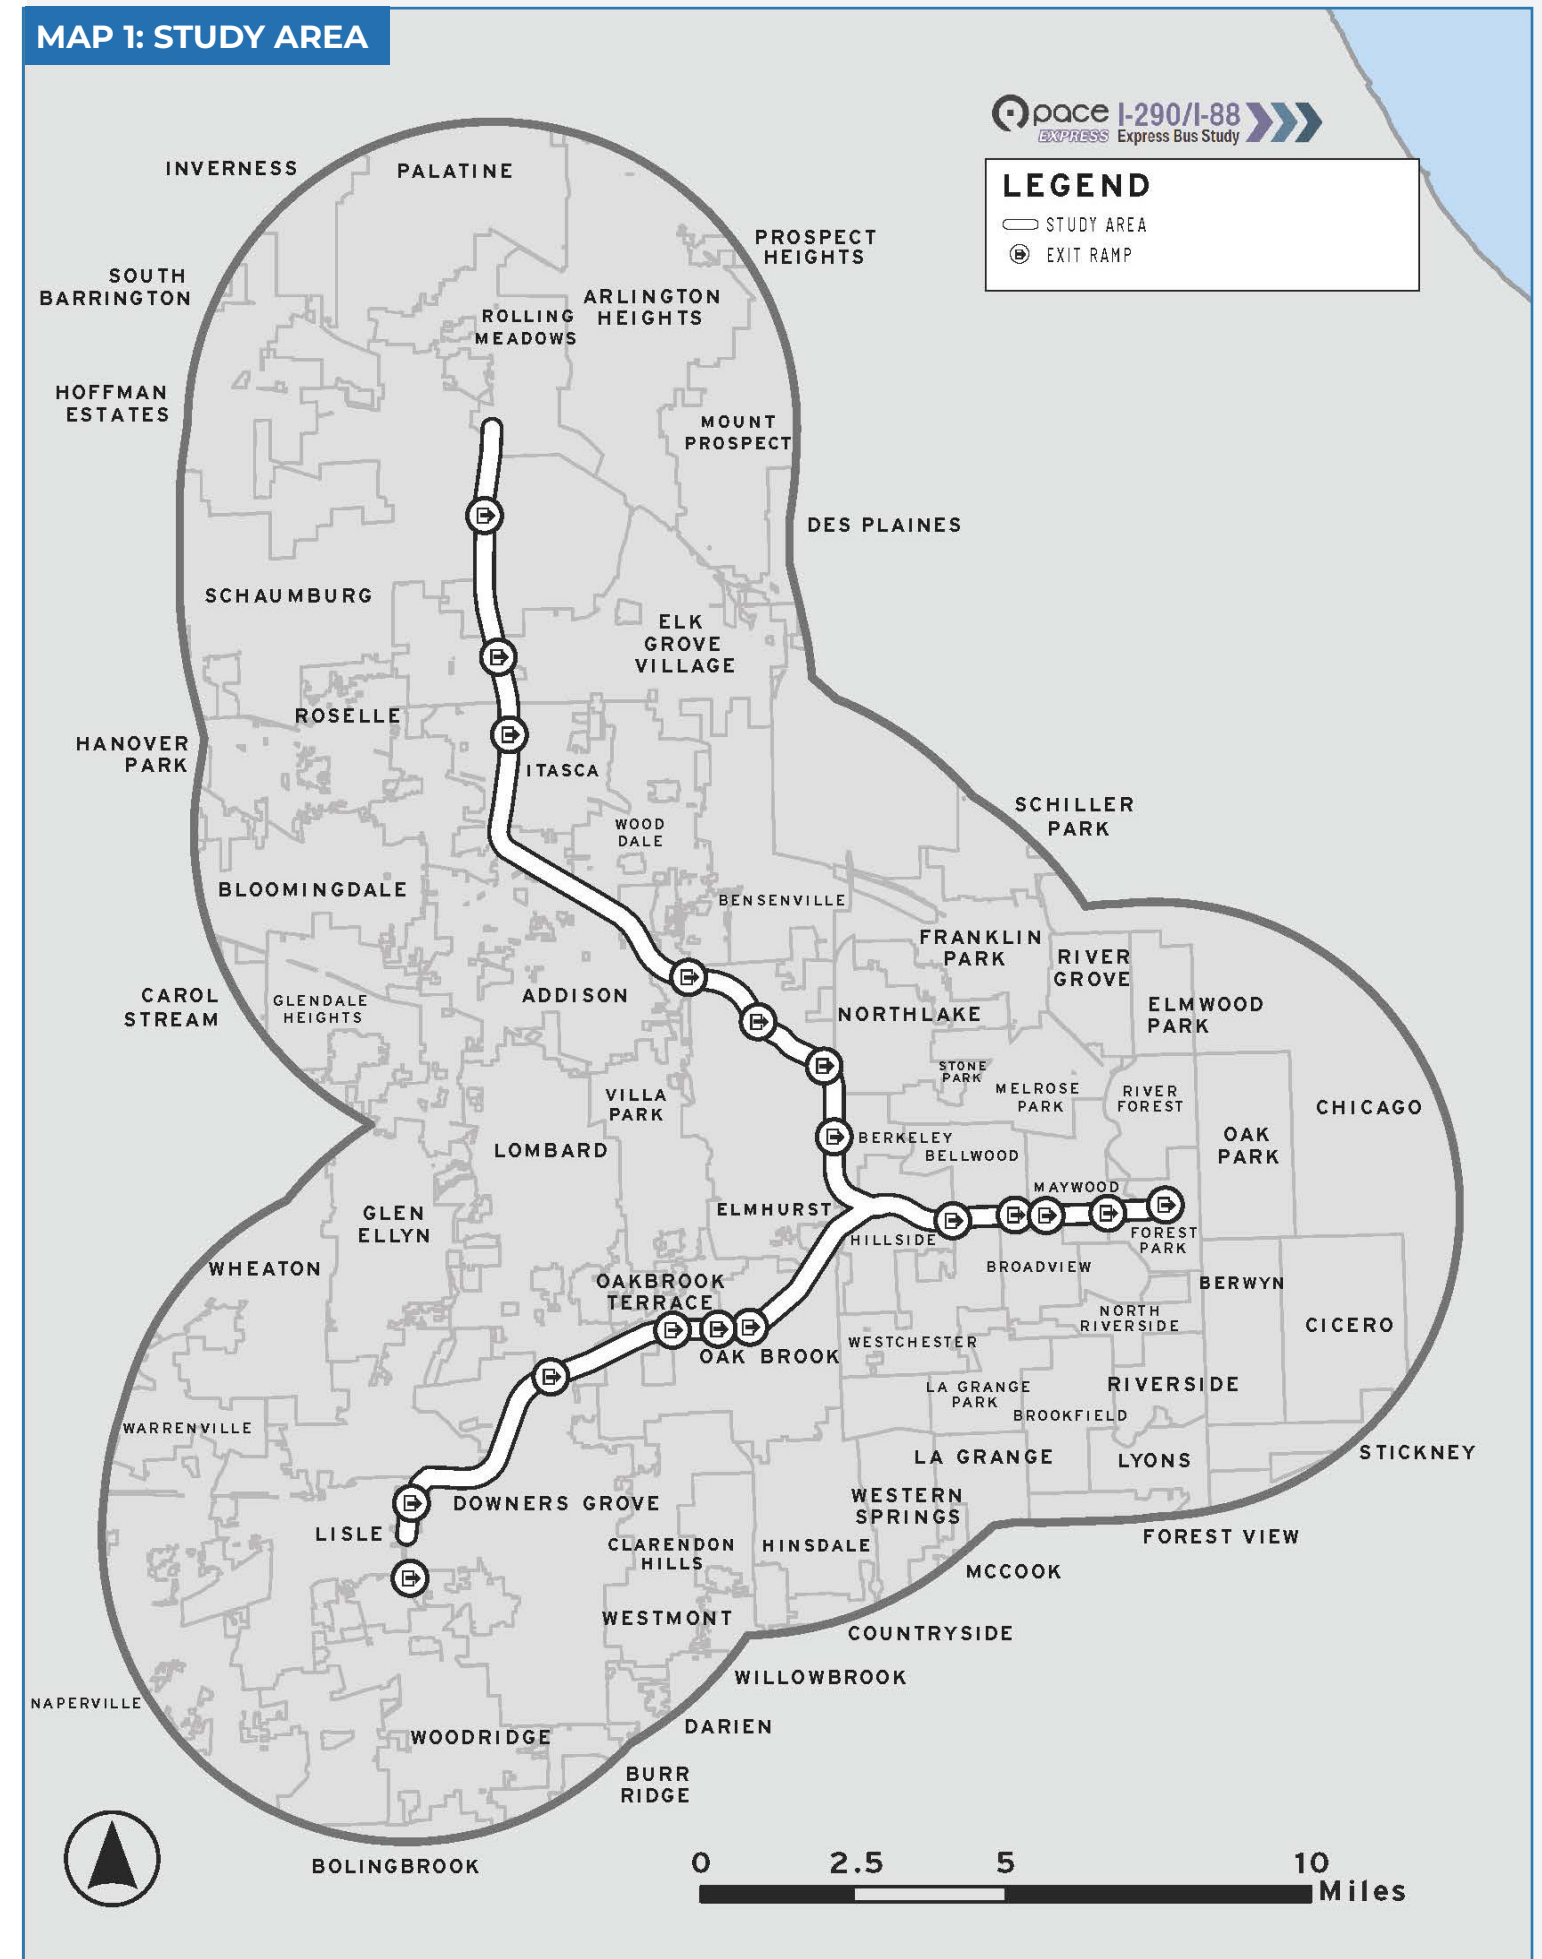 MAP 1: STUDY AREA
pace I-290/I-88
EXPRESS Express Bus Study
LEGEND
STUDY AREA
EXIT RAMP
INVERNESS
PALATINE
PROSPECT
HEIGHTS
SOUTH
BARRINGTON
ARLINGTON
HEIGHTS
ROLLING
MEADOWS
HOFFMAN
ESTATES
MOUNT
PROSPECT
DES PLAINES
SCHAUMBURG
ELK
GROVE
VILLAGE
ROSELLE
HANOVER
PARK
ITASCA
SCHILLER
PARK
WOOD
DALE
BLOOMINGDALE
BENSENVILLE
FRANKLIN
PARK
RIVER
GROVE
CAROL
STREAM
GLENDALE
HEIGHTS
ADDISON
NORTHLAKE
ELMWOOD
PARK
STONE
PARK
MELROSE
PARK
RIVER
FOREST
VILLA
PARK
CHICAGO
LOMBARD
BERKELEY
BELLWOOD
OAK
PARK
MAYWOOD
GLEN
ELLYN
ELMHURST
HILLSIDE
FOREST
PARK
WHEATON
BROADVIEW
OAKBROOK
TERRACE
BERWYN
NORTH
RIVERSIDE
CICERO
OAK BROOK
WESTCHESTER
LA GRANGE
PARK
RIVERSIDE
BROOKFIELD
WARRENVILLE
LA GRANGE
LYONS
STICKNEY
WESTERN
SPRINGS
DOWNERS GROVE
LISLE
CLARENDON
HILLS
HINSDALE
FOREST VIEW
MCCOOK
WESTMONT
COUNTRYSIDE
WILLOWBROOK
NAPERVILLE
DARIEN
WOODRIDGE
BURR
RIDGE
BOLINGBROOK
0 2.5 5 10
Miles